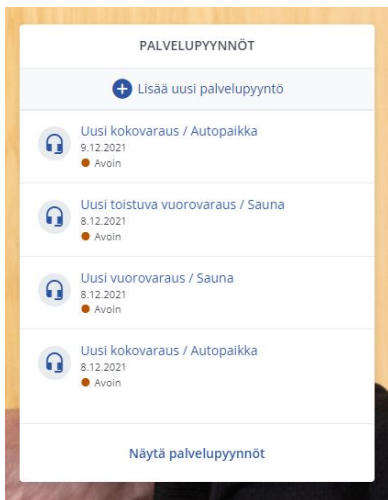 PALVELUPYYNNÖT
Lisää uusi palvelupyyntö
Uusi kokovaraus / Autopaikka
9.12.2021
Avoin
Uusi toistuva vuorovaraus / Sauna
8.12.2021
Avoin
Uusi vuorovaraus / Sauna
8.12.2021
Avoin
Uusi kokovaraus / Autopaikka
8.12.2021
Avoin
Näytä palvelupyynnöt